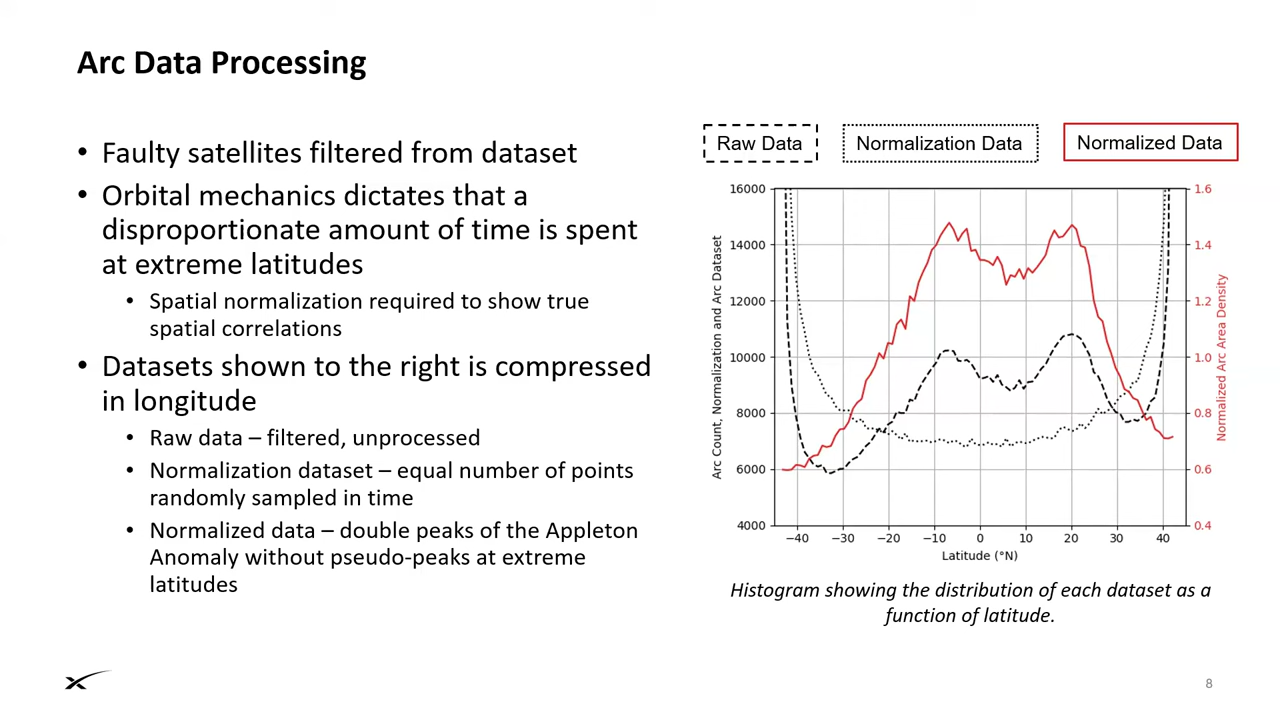 Arc Data Processing
• Faulty satellites filtered from dataset
• Orbital mechanics dictates that a
disproportionate amount of time is spent
at extreme latitudes
• Spatial normalization required to show true
spatial correlations
• Datasets shown to the right is compressed
in longitude
• Raw data – filtered, unprocessed
• Normalization dataset – equal number of points
randomly sampled in time
• Normalized data – double peaks of the Appleton
Anomaly without pseudo-peaks at extreme
latitudes
Raw Data
Normalization Data
Normalized Data
Arc Count, Normalization and Arc Dataset
16000
14000
12000
10000
8000
6000
4000
−40 −30 −20 −10 0 10 20 30 40
Latitude (°N)
1.6
1.4
1.2
1.0
0.8
0.6
0.4
Normalized Arc Area Density
Histogram showing the distribution of each dataset as a
function of latitude.
8